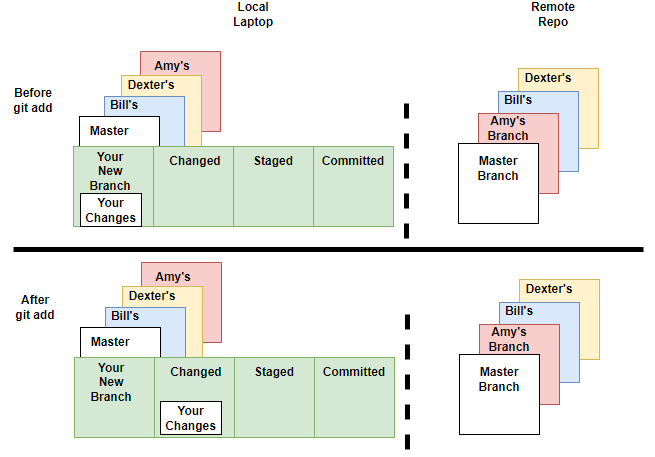 Local
Laptop
Remote
Repo
Before
git add
Amy's
Dexter's
Bill's
Master
Your
New
Branch
Changed
Staged
Committed
Your
Changes
Dexter's
Bill's
Amy's
Branch
Master
Branch
After
git add
Amy's
Dexter's
Bill's
Master
Your
New
Branch
Changed
Staged
Committed
Your
Changes
Dexter's
Bill's
Amy's
Branch
Master
Branch